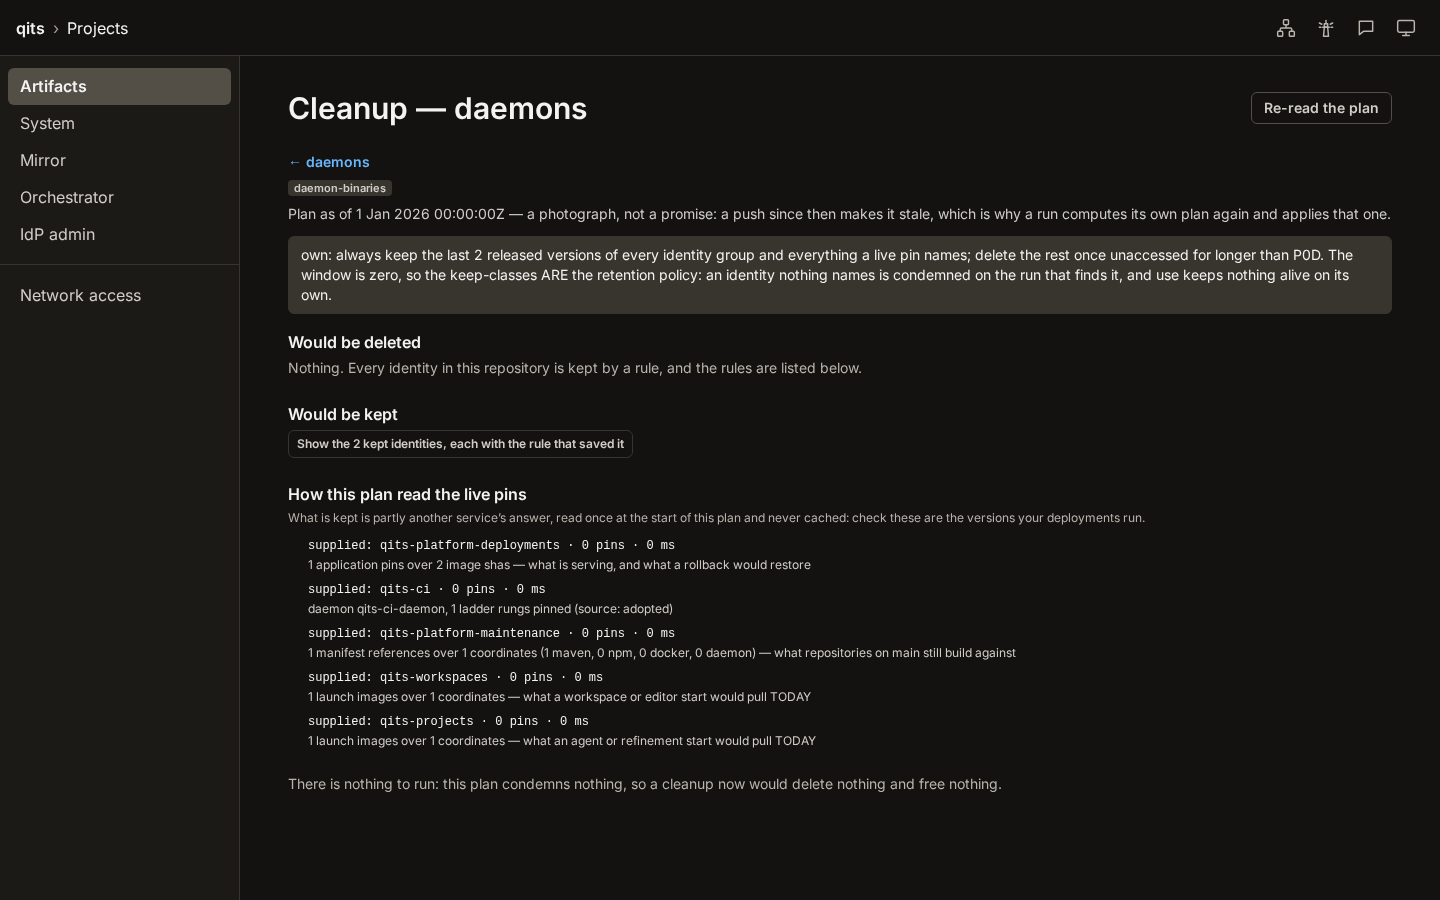 qits › Projects
Artifacts
System
Mirror
Orchestrator
IdP admin
Network access
Cleanup — daemons
Re-read the plan
← daemons
daemon-binaries
Plan as of 1 Jan 2026 00:00:00Z — a photograph, not a promise: a push since then makes it stale, which is why a run computes its own plan again and applies that one.
own: always keep the last 2 released versions of every identity group and everything a live pin names; delete the rest once unaccessed for longer than P0D. The
window is zero, so the keep-classes ARE the retention policy: an identity nothing names is condemned on the run that finds it, and use keeps nothing alive on its
own.
Would be deleted
Nothing. Every identity in this repository is kept by a rule, and the rules are listed below.
Would be kept
Show the 2 kept identities, each with the rule that saved it
How this plan read the live pins
What is kept is partly another service's answer, read once at the start of this plan and never cached: check these are the versions your deployments run.
supplied: qits-platform-deployments · 0 pins · 0 ms
1 application pins over 2 image shas — what is serving, and what a rollback would restore
supplied: qits-ci · 0 pins · 0 ms
daemon qits-ci-daemon, 1 ladder rungs pinned (source: adopted)
supplied: qits-platform-maintenance · 0 pins · 0 ms
1 manifest references over 1 coordinates (1 maven, 0 npm, 0 docker, 0 daemon) — what repositories on main still build against
supplied: qits-workspaces · 0 pins · 0 ms
1 launch images over 1 coordinates — what a workspace or editor start would pull TODAY
supplied: qits-projects · 0 pins · 0 ms
1 launch images over 1 coordinates — what an agent or refinement start would pull TODAY
There is nothing to run: this plan condemns nothing, so a cleanup now would delete nothing and free nothing.